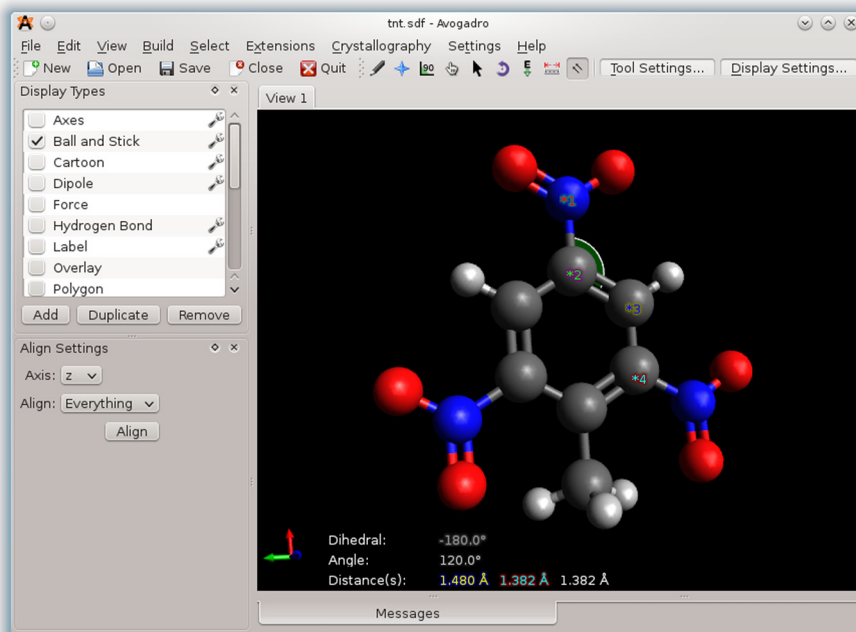 tnt.sdf - Avogadro
File Edit View Build Select Extensions Crystallography Settings Help
New Open Save Close Quit 90 E Tool Settings... Display Settings...
Display Types
View 1
Axes
Ball and Stick
Cartoon
Dipole
Force
Hydrogen Bond
Label
Overlay
Polygon
Add Duplicate Remove
Align Settings
Axis: z
Align: Everything
Align
*1
*2
*3
*4
Dihedral: -180.0°
Angle: 120.0°
Distance(s): 1.480 Å 1.382 Å 1.382 Å
Messages